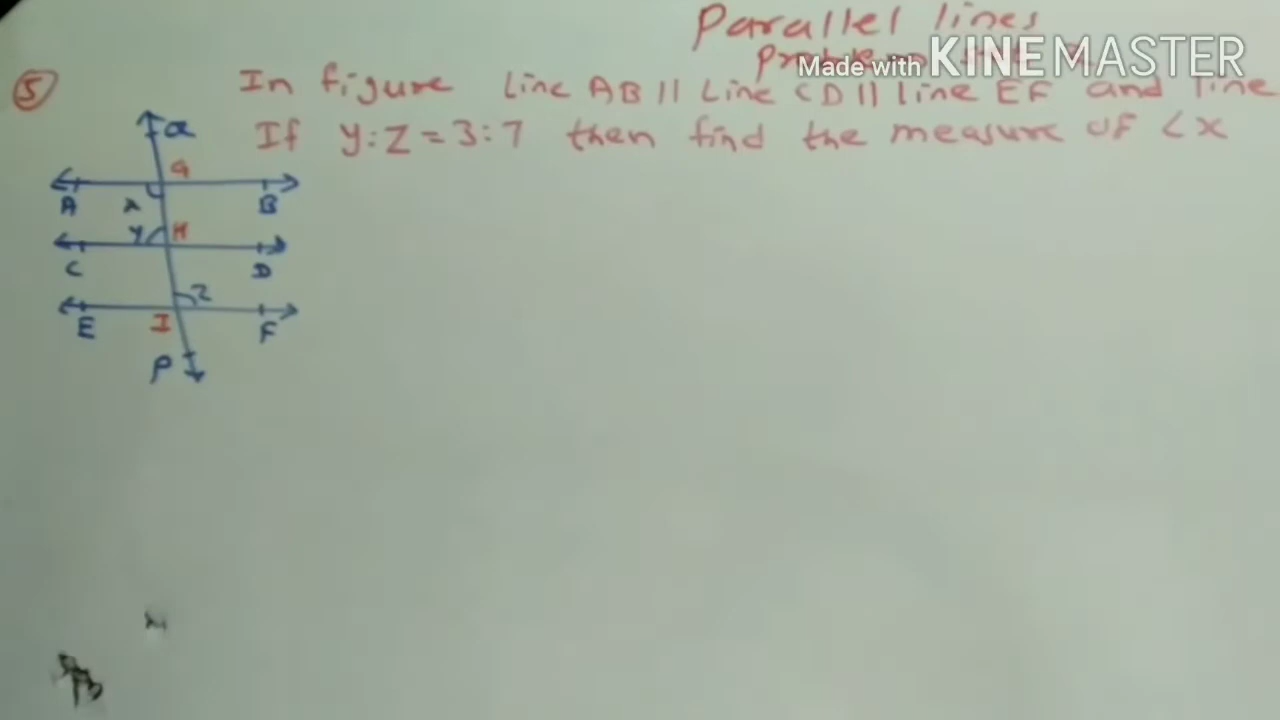 Parallel lines
Made with KINEMASTER
5 In figure Line AB || Line CD || line EF and line
If y:z = 3:7 then find the measure of <x
Q
G
A x B
y H
C D
z
E I F
P